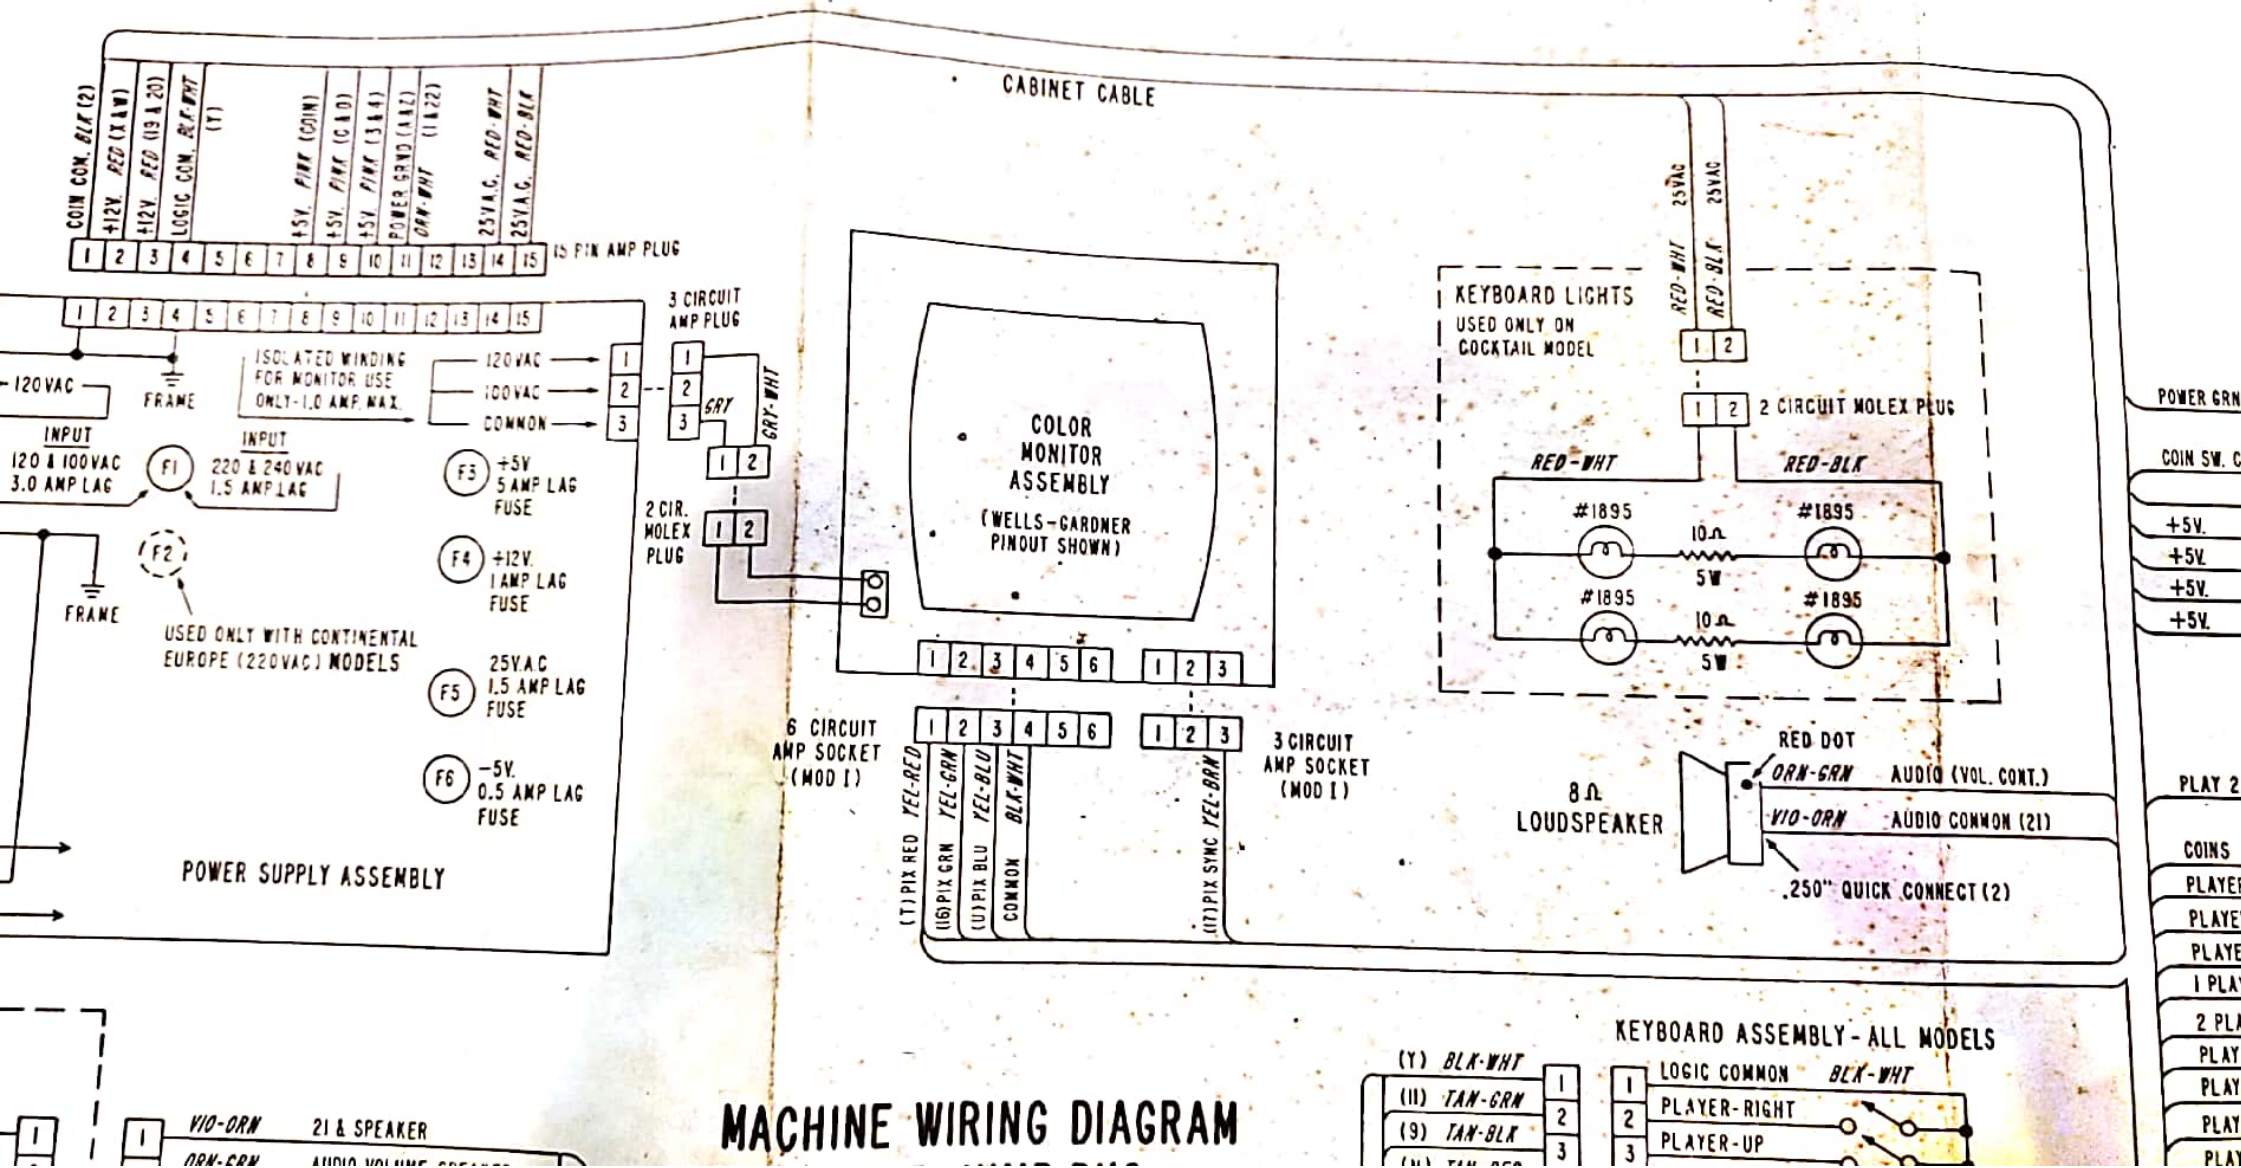 CABINET CABLE
COIN COM. BLK (2)
+12V. RED (X & W)
+12V. RED (19 & 20)
LOGIC COM. BLK-WHT
(Y)
+5V. PINK (COIN)
+5V. PINK (C & D)
+5V. PINK (3 & 4)
POWER GRND (A & Z)
ORN-WHT (1 & 22)
25V.A.C. RED-WHT
25V.A.C. RED-BLK
1 2 3 4 5 6 7 8 9 10 11 12 13 14 15
15 PIN AMP PLUG
1 2 3 4 5 6 7 8 9 10 11 12 13 14 15
3 CIRCUIT
AMP PLUG
ISOLATED WINDING
FOR MONITOR USE
ONLY-1.0 AMP. MAX.
120VAC
100VAC
COMMON
1
2
3
1
2
3
GRY
GRY-WHT
1 2
2 CIR.
MOLEX
PLUG
1 2
120VAC
FRAME
INPUT
120 & 100VAC
3.0 AMP LAG
F1
INPUT
220 & 240VAC
1.5 AMP LAG
F2
FRAME
USED ONLY WITH CONTINENTAL
EUROPE (220VAC) MODELS
F3
+5V
5 AMP LAG
FUSE
F4
+12V.
1 AMP LAG
FUSE
F5
25V.A.C
1.5 AMP LAG
FUSE
F6
-5V.
0.5 AMP LAG
FUSE
POWER SUPPLY ASSEMBLY
COLOR
MONITOR
ASSEMBLY
(WELLS-GARDNER
PINOUT SHOWN)
1 2 3 4 5 6
1 2 3
6 CIRCUIT
AMP SOCKET
(MOD I)
1 2 3 4 5 6
1 2 3
3 CIRCUIT
AMP SOCKET
(MOD I)
(T) PIX RED YEL-RED
(16) PIX GRN YEL-GRN
(U) PIX BLU YEL-BLU
COMMON BLK-WHT
(17) PIX SYNC YEL-BRN
RED-WHT 25VAC
RED-BLK 25VAC
KEYBOARD LIGHTS
USED ONLY ON
COCKTAIL MODEL
1 2
1 2
2 CIRCUIT MOLEX PLUG
RED-WHT
RED-BLK
#1895
10Ω
5W
#1895
#1895
10Ω
5W
#1895
8Ω
LOUDSPEAKER
RED DOT
ORN-GRN AUDIO (VOL. CONT.)
VIO-ORN AUDIO COMMON (21)
.250" QUICK CONNECT (2)
POWER GRN
COIN SW. C
+5V.
+5V.
+5V.
+5V.
PLAY 2
COINS
PLAYE
PLAYE
PLAYE
1 PLA
2 PLA
PLAY
PLAY
PLAY
PLA
KEYBOARD ASSEMBLY - ALL MODELS
(Y) BLK-WHT
(11) TAN-GRN
(9) TAN-BLK
1
2
3
1
2
3
LOGIC COMMON BLK-WHT
PLAYER-RIGHT
PLAYER-UP
1
1
VIO-ORN 21 & SPEAKER
MACHINE WIRING DIAGRAM